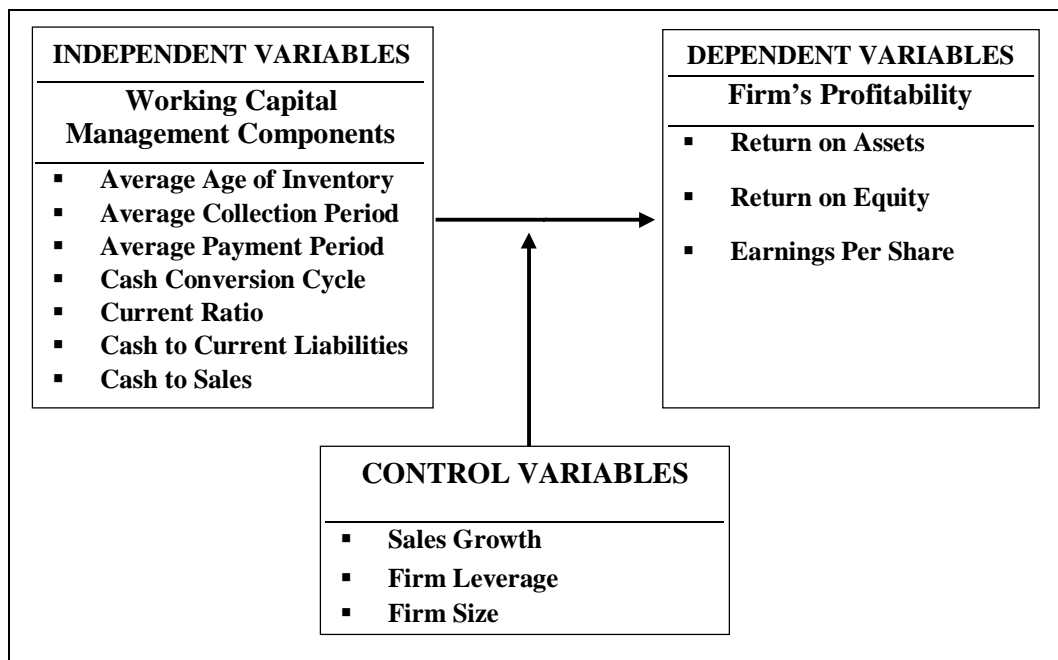 INDEPENDENT VARIABLES
Working Capital
Management Components
▪ Average Age of Inventory
▪ Average Collection Period
▪ Average Payment Period
▪ Cash Conversion Cycle
▪ Current Ratio
▪ Cash to Current Liabilities
▪ Cash to Sales
DEPENDENT VARIABLES
Firm’s Profitability
▪ Return on Assets
▪ Return on Equity
▪ Earnings Per Share
CONTROL VARIABLES
▪ Sales Growth
▪ Firm Leverage
▪ Firm Size